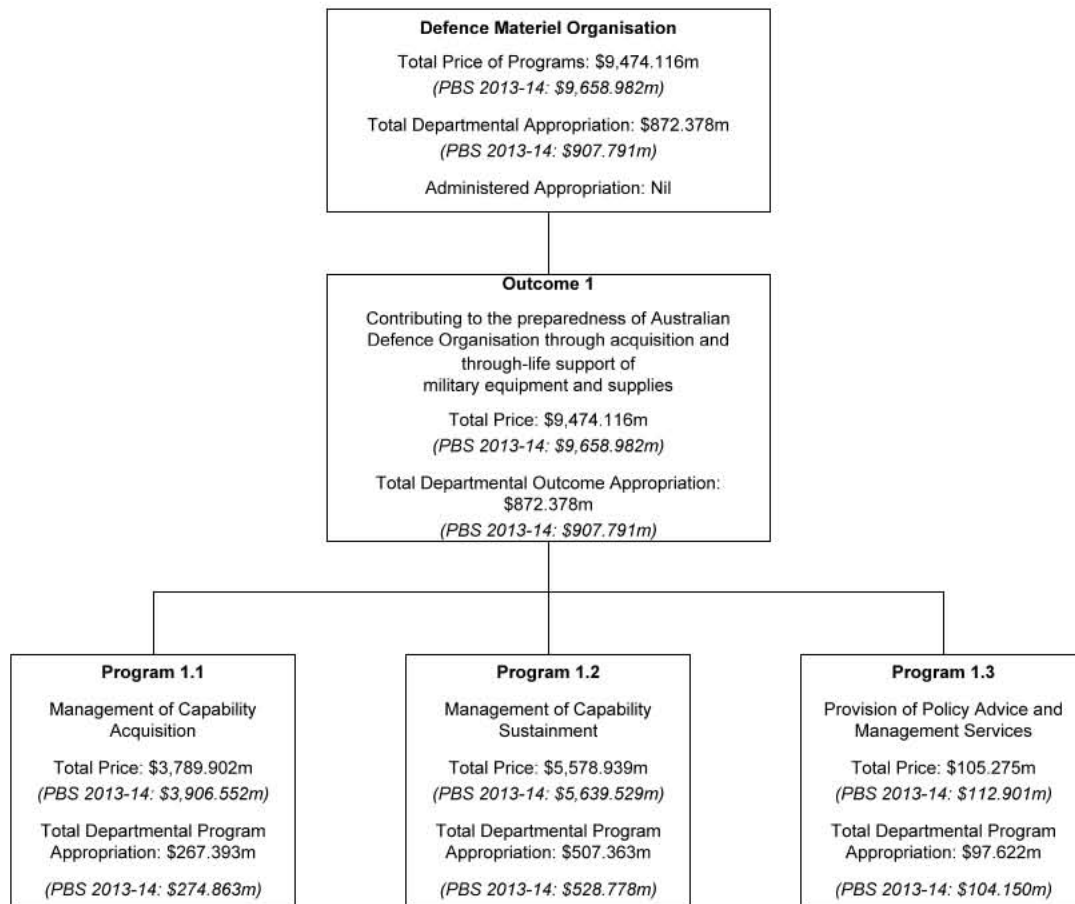 Defence Materiel Organisation
Total Price of Programs: $9,474.116m
(PBS 2013-14: $9,658.982m)
Total Departmental Appropriation: $872.378m
(PBS 2013-14: $907.791m)
Administered Appropriation: Nil
Outcome 1
Contributing to the preparedness of Australian
Defence Organisation through acquisition and
through-life support of
military equipment and supplies
Total Price: $9,474.116m
(PBS 2013-14: $9,658.982m)
Total Departmental Outcome Appropriation:
$872.378m
(PBS 2013-14: $907.791m)
Program 1.1
Management of Capability
Acquisition
Total Price: $3,789.902m
(PBS 2013-14: $3,906.552m)
Total Departmental Program
Appropriation: $267.393m
(PBS 2013-14: $274.863m)
Program 1.2
Management of Capability
Sustainment
Total Price: $5,578.939m
(PBS 2013-14: $5,639.529m)
Total Departmental Program
Appropriation: $507.363m
(PBS 2013-14: $528.778m)
Program 1.3
Provision of Policy Advice and
Management Services
Total Price: $105.275m
(PBS 2013-14: $112.901m)
Total Departmental Program
Appropriation: $97.622m
(PBS 2013-14: $104.150m)